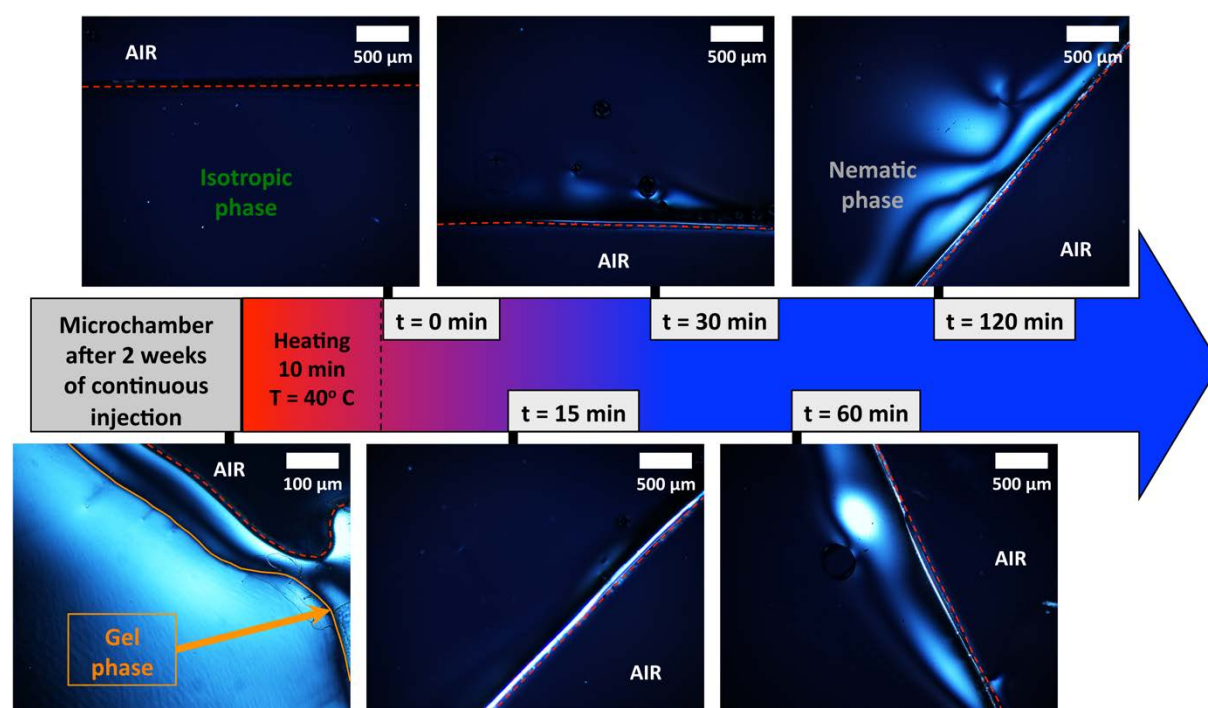 AIR
500 µm
Isotropic
phase
500 µm
AIR
500 µm
Nematic
phase
AIR
Microchamber
after 2 weeks
of continuous
injection
Heating
10 min
T = 40º C
t = 0 min
t = 30 min
t = 120 min
t = 15 min
t = 60 min
AIR
100 µm
Gel
phase
500 µm
AIR
500 µm
AIR